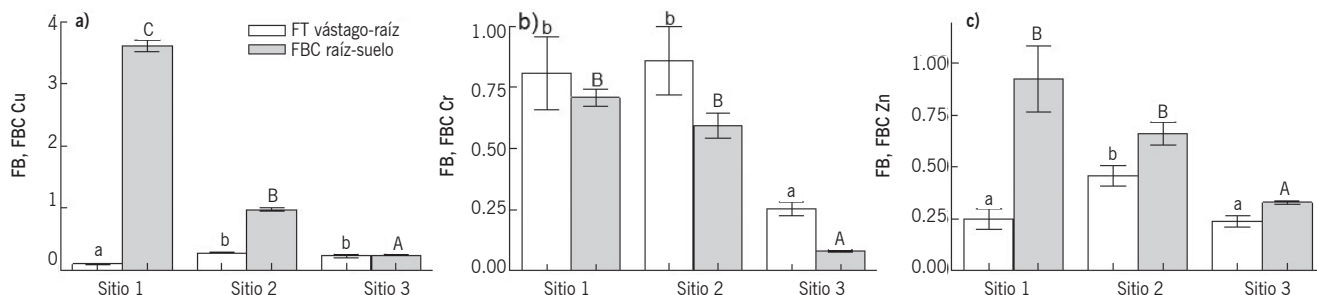 a)
FT vástago-raíz
FBC raíz-suelo
FB, FBC Cu
4
3
2
1
0
a
C
b
B
b
A
Sitio 1
Sitio 2
Sitio 3
b)
FB, FBC Cr
1.00
0.75
0.50
0.25
0.00
b
B
b
B
a
A
Sitio 1
Sitio 2
Sitio 3
c)
FB, FBC Zn
1.00
0.75
0.50
0.25
0.00
a
B
b
B
a
A
Sitio 1
Sitio 2
Sitio 3